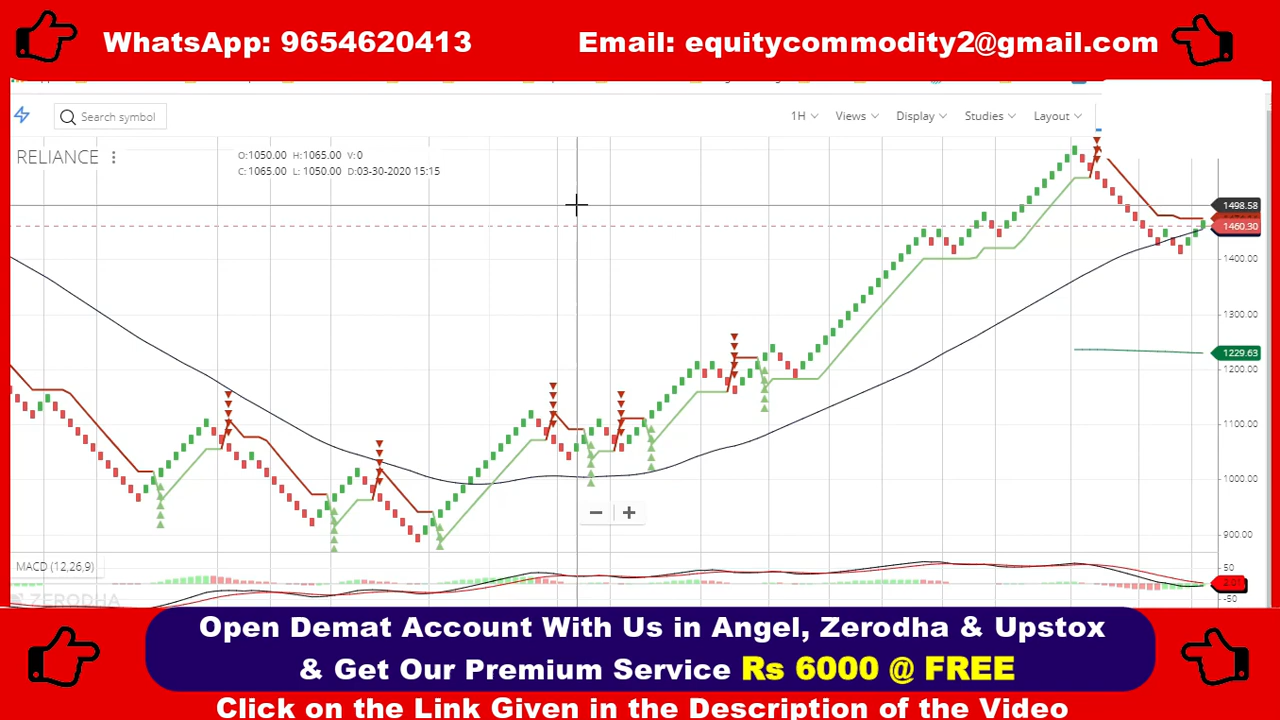 WhatsApp: 9654620413
Email: equitycommodity2@gmail.com
Search symbol
1H Views Display Studies Layout
RELIANCE
O:1050.00 H:1065.00 V:0
C:1065.00 L: 1050.00 D:03-30-2020 15:15
1498.58
1460.30
1400.00
1300.00
1229.63
1200.00
1100.00
1000.00
900.00
MACD (12,26,9)
50
2.01
-50
ZERODHA
Open Demat Account With Us in Angel, Zerodha & Upstox
& Get Our Premium Service Rs 6000 @ FREE
Click on the Link Given in the Description of the Video